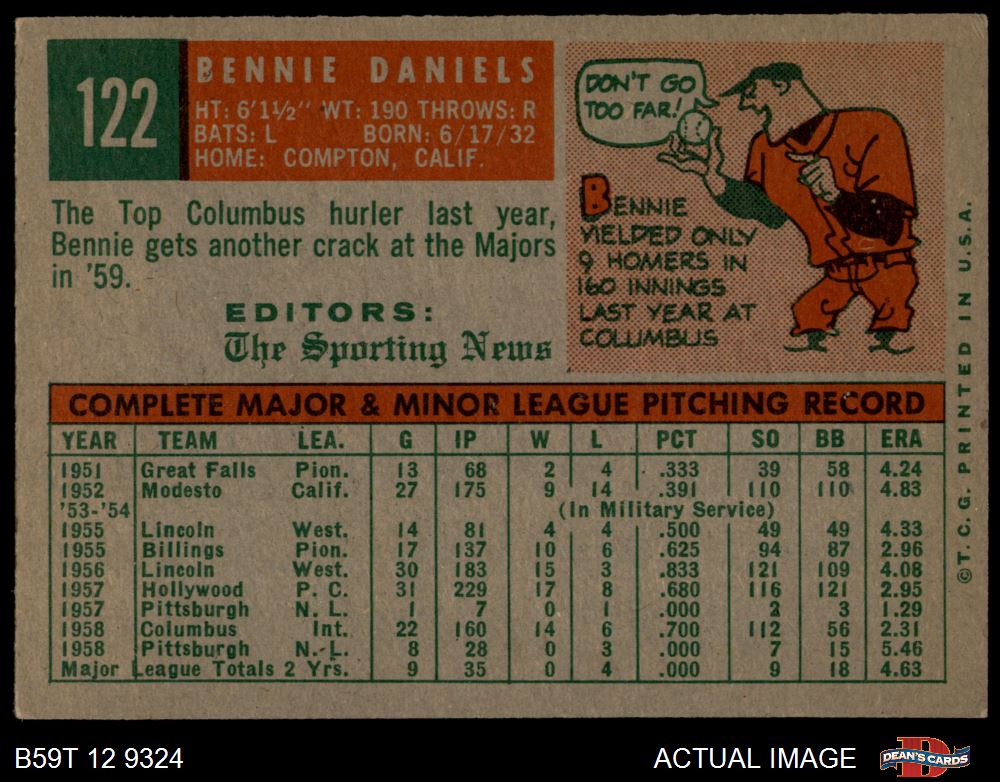 122
BENNIE DANIELS
HT: 6'1½" WT: 190 THROWS: R
BATS: L BORN: 6/17/32
HOME: COMPTON, CALIF.
The Top Columbus hurler last year,
Bennie gets another crack at the Majors
in '59.
EDITORS:
The Sporting News
DON'T GO
TOO FAR!
BENNIE
YIELDED ONLY
9 HOMERS IN
160 INNINGS
LAST YEAR AT
COLUMBUS
COMPLETE MAJOR & MINOR LEAGUE PITCHING RECORD
YEAR TEAM LEA. G IP W L PCT SO BB ERA
1951 Great Falls Pion. 13 68 2 4 .333 39 58 4.24
1952 Modesto Calif. 27 175 9 14 .391 110 110 4.83
'53-'54 (In Military Service)
1955 Lincoln West. 14 81 4 4 .500 49 49 4.33
1955 Billings Pion. 17 137 10 6 .625 94 87 2.96
1956 Lincoln West. 30 183 15 3 .833 121 109 4.08
1957 Hollywood P. C. 31 229 17 8 .680 116 121 2.95
1957 Pittsburgh N. L. 1 7 0 1 .000 2 3 1.29
1958 Columbus Int. 22 160 14 6 .700 112 56 2.31
1958 Pittsburgh N. L. 8 28 0 3 .000 7 15 5.46
Major League Totals 2 Yrs. 9 35 0 4 .000 9 18 4.63
©T. C. G. PRINTED IN U. S. A.
B59T 12 9324
ACTUAL IMAGE
D
DEAN'S CARDS